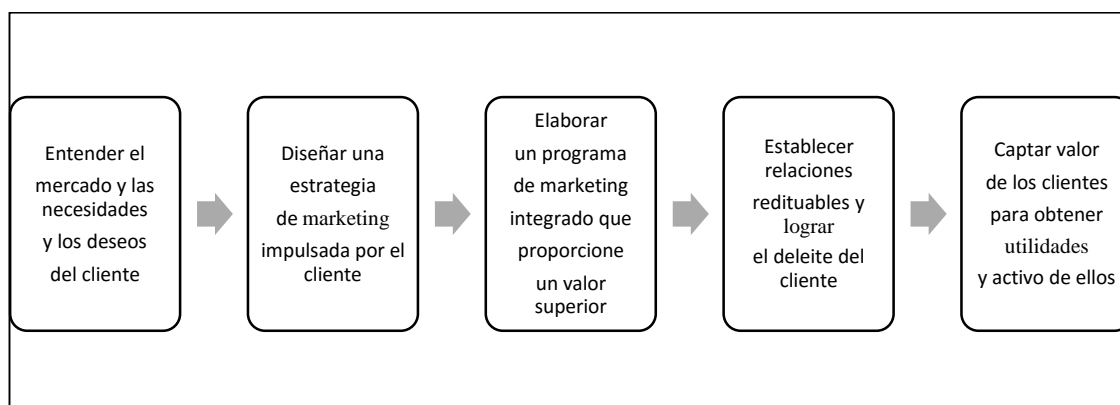 Entender el
mercado y las
necesidades
y los deseos
del cliente
Diseñar una
estrategia
de marketing
impulsada por el
cliente
Elaborar
un programa
de marketing
integrado que
proporcione
un valor
superior
Establecer
relaciones
redituables y
lograr
el deleite del
cliente
Captar valor
de los clientes
para obtener
utilidades
y activo de ellos